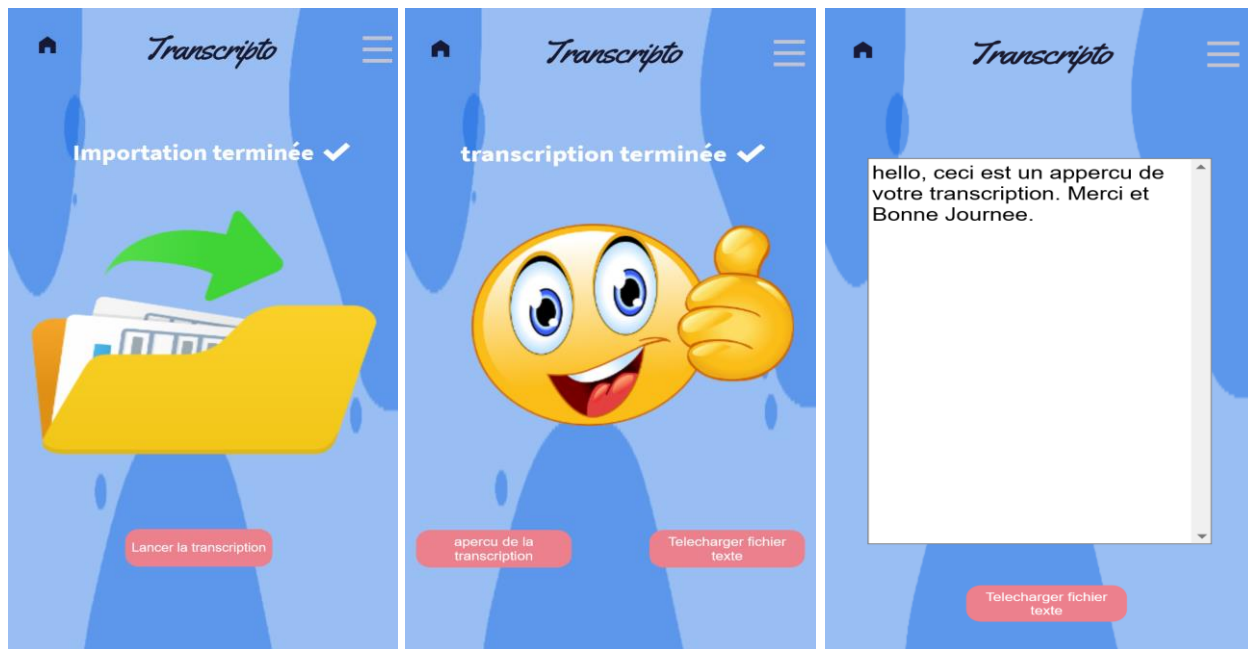 Transcripto
Importation terminée
Lancer la transcription
Transcripto
transcription terminée
apercu de la
transcription
Telecharger fichier
texte
Transcripto
hello, ceci est un appercu de
votre transcription. Merci et
Bonne Journee.
Telecharger fichier
texte